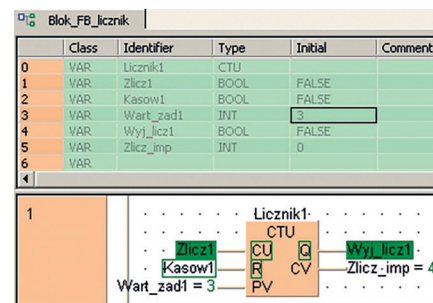 Blok_FB_licznik
Class Identifier Type Initial Comment
0 VAR Licznik1 CTU
1 VAR Zlicz1 BOOL FALSE
2 VAR Kasow1 BOOL FALSE
3 VAR Wart_zad1 INT 3
4 VAR Wyj_licz1 BOOL FALSE
5 VAR Zlicz_imp INT 0
6 VAR
1
Licznik1
CTU
Zlicz1 CU Q Wyj_licz1
Kasow1 R CV Zlicz_imp = 4
Wart_zad1 = 3 PV